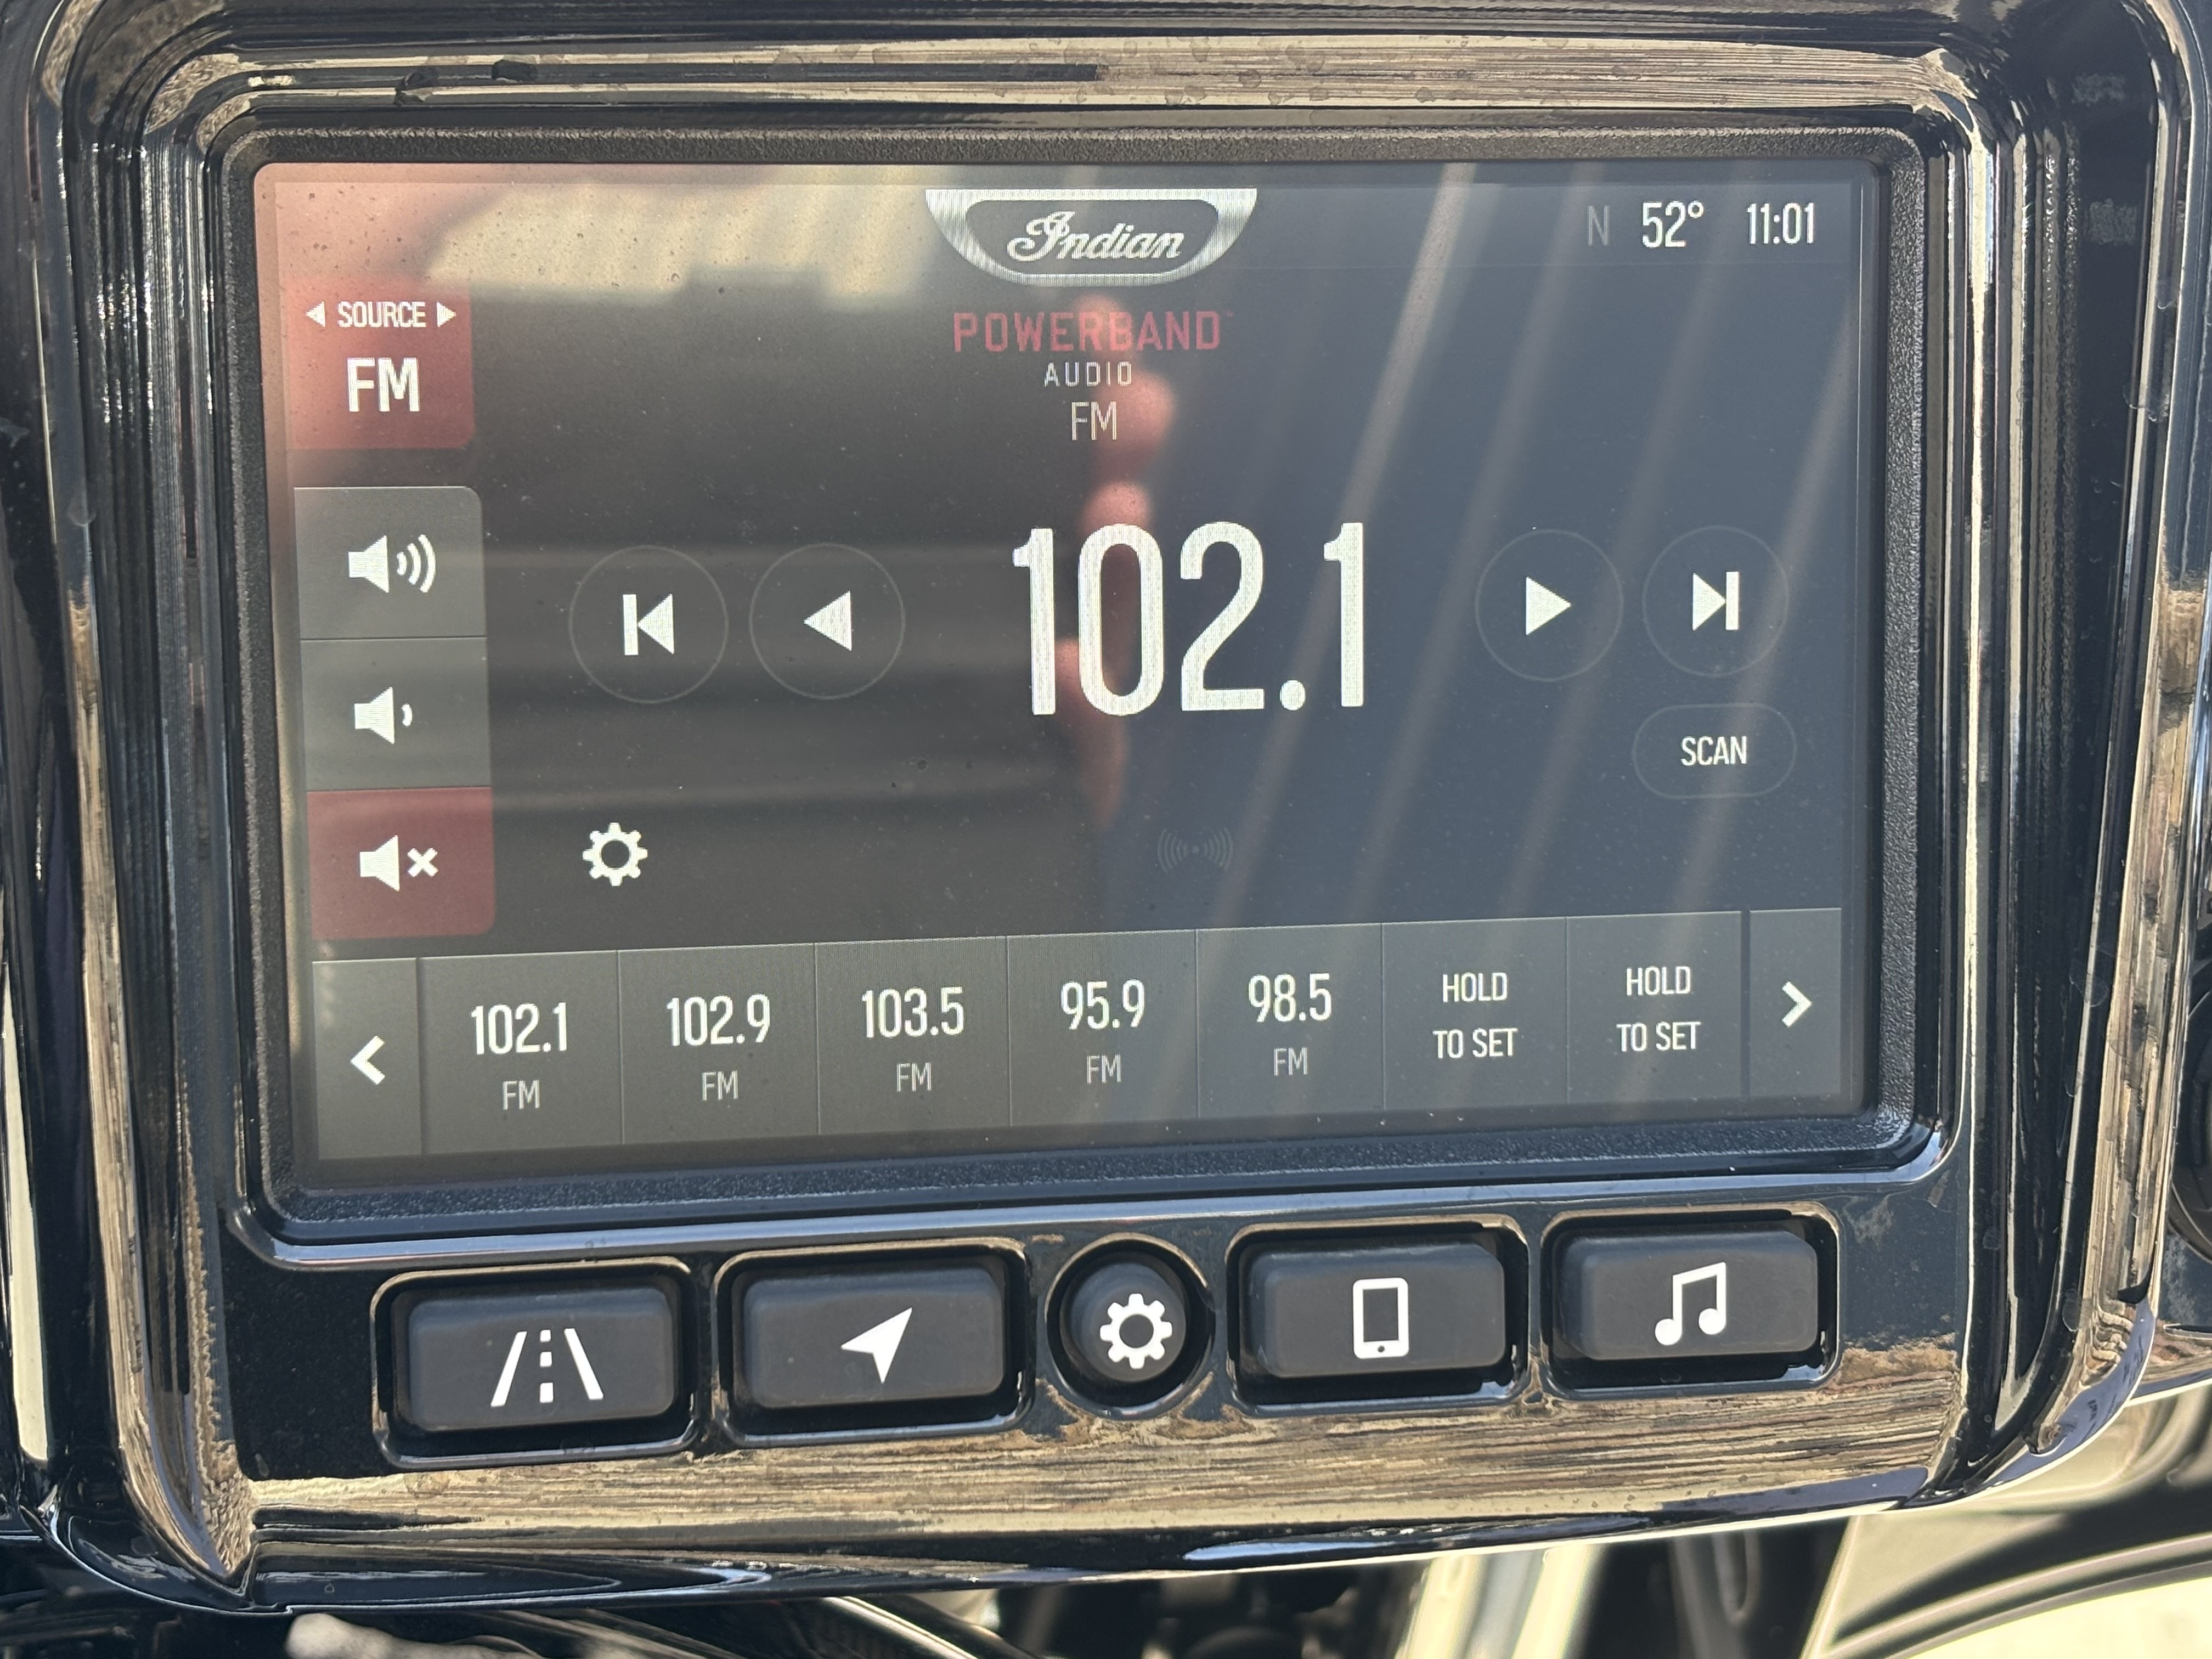 Indian
N 52° 11:01
SOURCE
FM
POWERBAND™
AUDIO
FM
102.1
SCAN
102.1 102.9 103.5 95.9 98.5 HOLD HOLD
FM FM FM FM FM TO SET TO SET